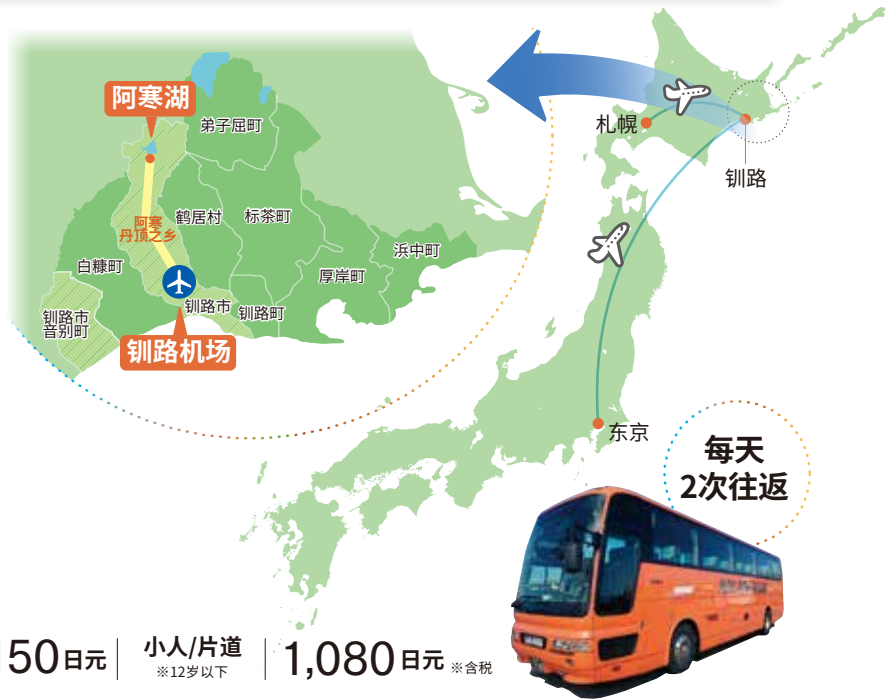 阿寒湖
弟子屈町
鹤居村
标茶町
阿寒
丹顶之乡
浜中町
白糠町
厚岸町
钏路市
钏路町
钏路市
音别町
钏路机场
札幌
钏路
东京
每天
2次往返
50日元
小人/片道
※12岁以下
1,080日元 ※含税